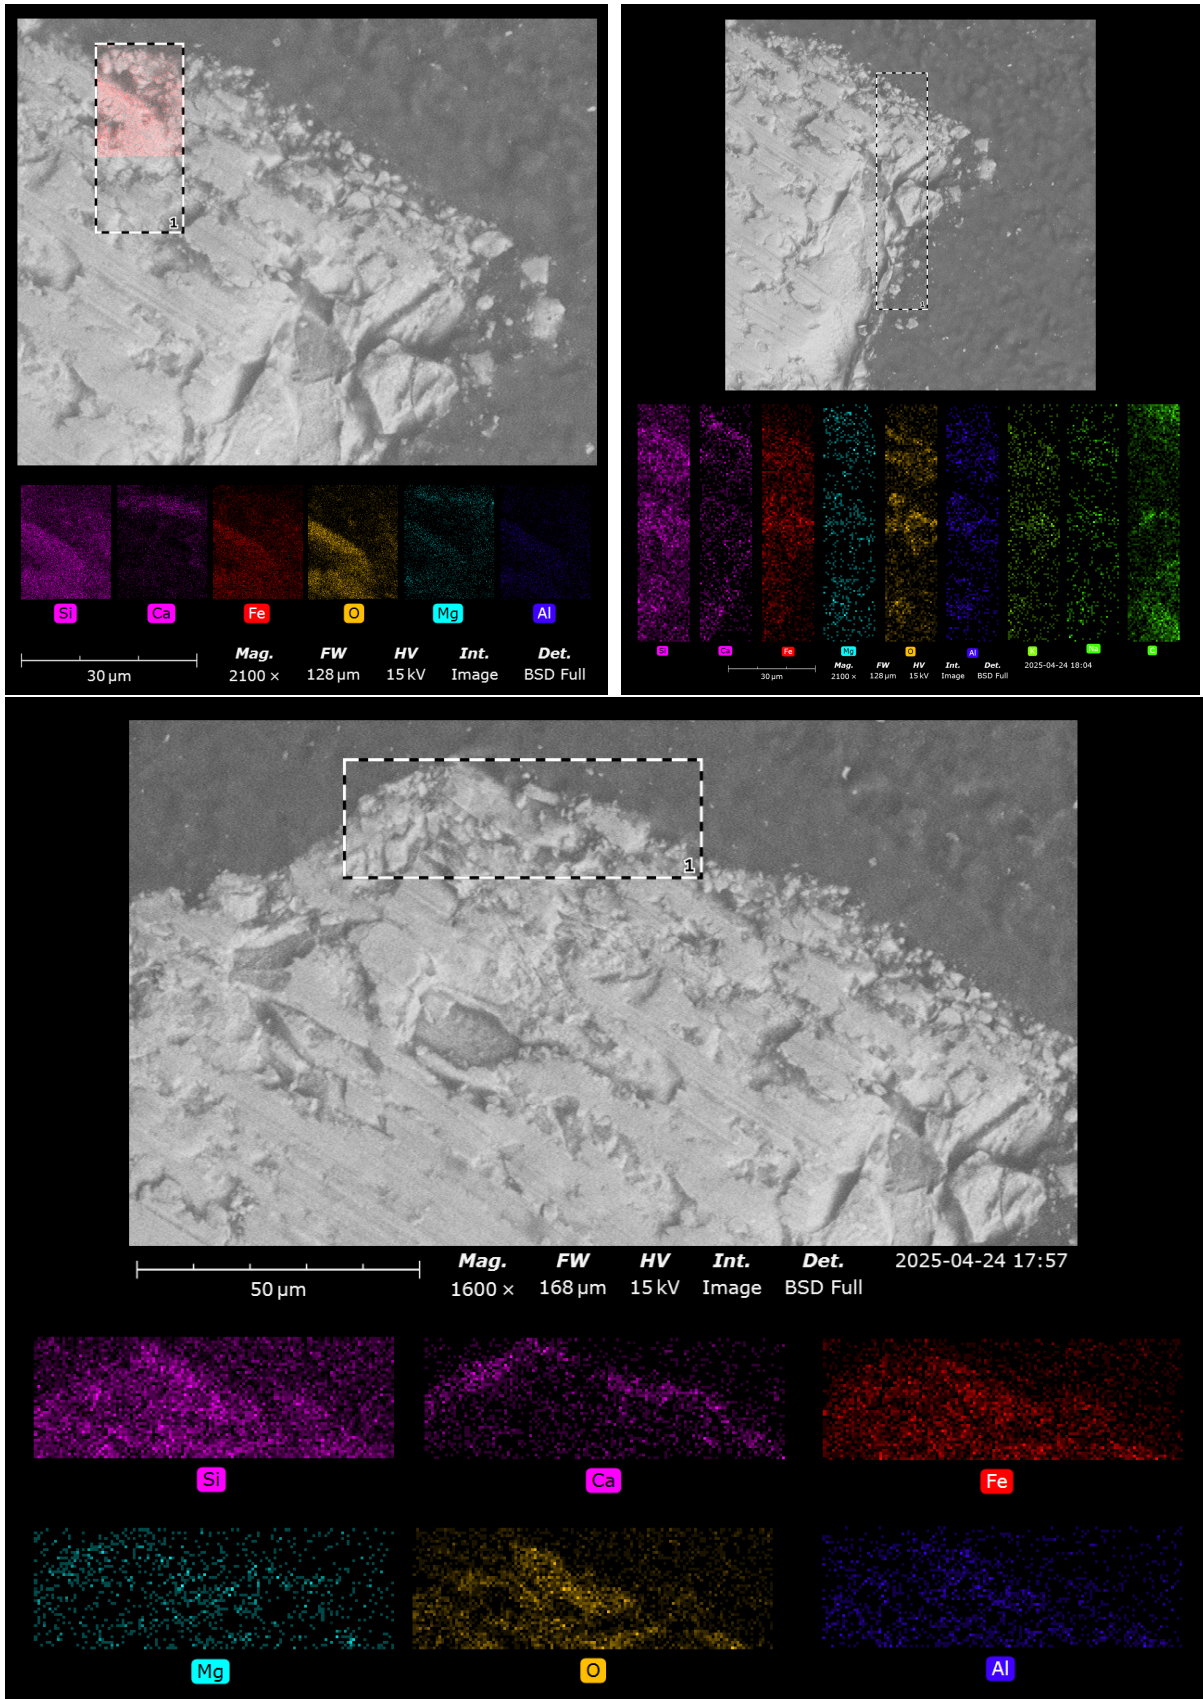 1
Si Ca Fe O Mg Al
Mag. FW HV Int. Det.
30 µm 2100 × 128 µm 15 kV Image BSD Full
1
Si Ca Fe Mg O Al K Na C
Mag. FW HV Int. Det. 2025-04-24 18:04
30 µm 2100 × 128 µm 15 kV Image BSD Full
1
Mag. FW HV Int. Det. 2025-04-24 17:57
50 µm 1600 × 168 µm 15 kV Image BSD Full
Si Ca Fe
Mg O Al